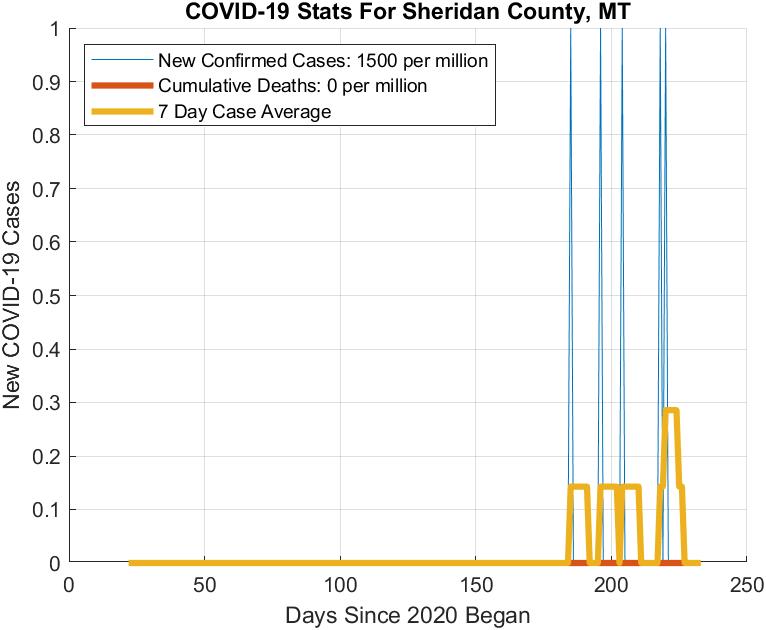 COVID-19 Stats For Sheridan County, MT
New Confirmed Cases: 1500 per million
Cumulative Deaths: 0 per million
7 Day Case Average
New COVID-19 Cases
1
0.9
0.8
0.7
0.6
0.5
0.4
0.3
0.2
0.1
0
0 50 100 150 200 250
Days Since 2020 Began